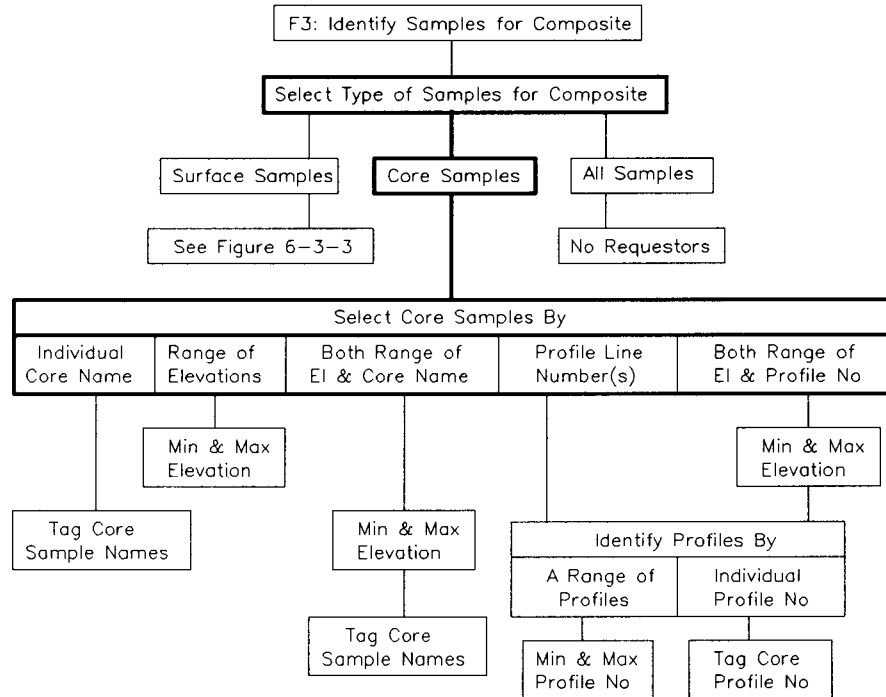 F3: Identify Samples for Composite
Select Type of Samples for Composite
Surface Samples
Core Samples
All Samples
See Figure 6-3-3
No Requestors
Select Core Samples By
Individual
Core Name
Range of
Elevations
Both Range of
El & Core Name
Profile Line
Number(s)
Both Range of
El & Profile No
Min & Max
Elevation
Min & Max
Elevation
Tag Core
Sample Names
Min & Max
Elevation
Identify Profiles By
A Range of
Profiles
Individual
Profile No
Tag Core
Sample Names
Min & Max
Profile No
Tag Core
Profile No